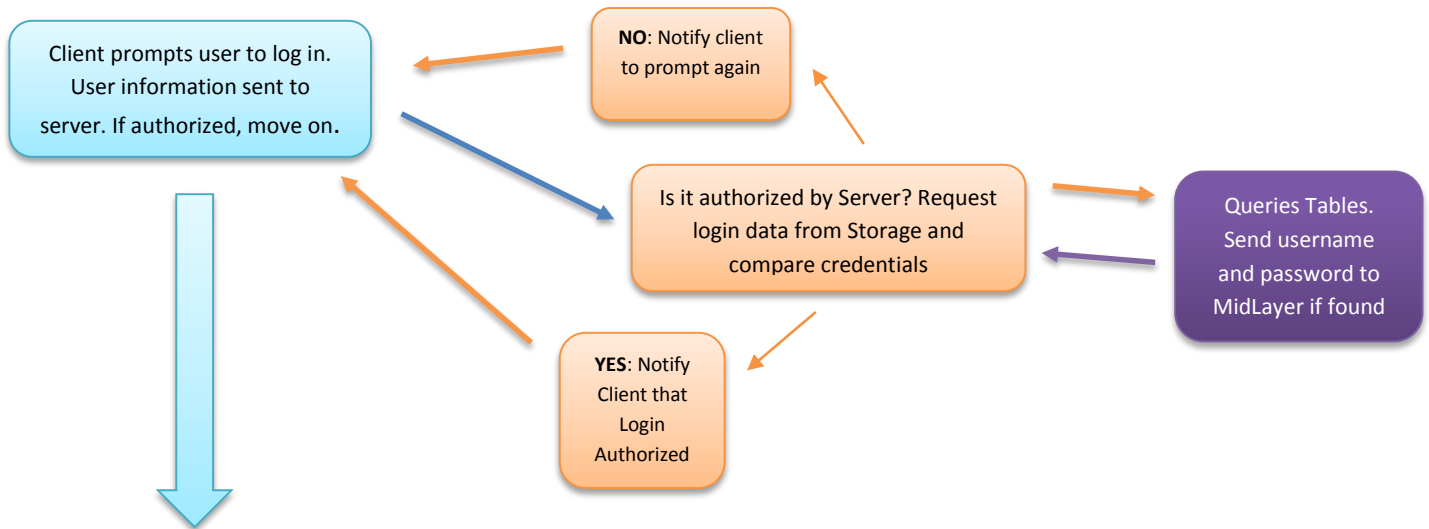 Client prompts user to log in.
User information sent to
server. If authorized, move on.
NO: Notify client
to prompt again
Is it authorized by Server? Request
login data from Storage and
compare credentials
Queries Tables.
Send username
and password to
MidLayer if found
YES: Notify
Client that
Login
Authorized